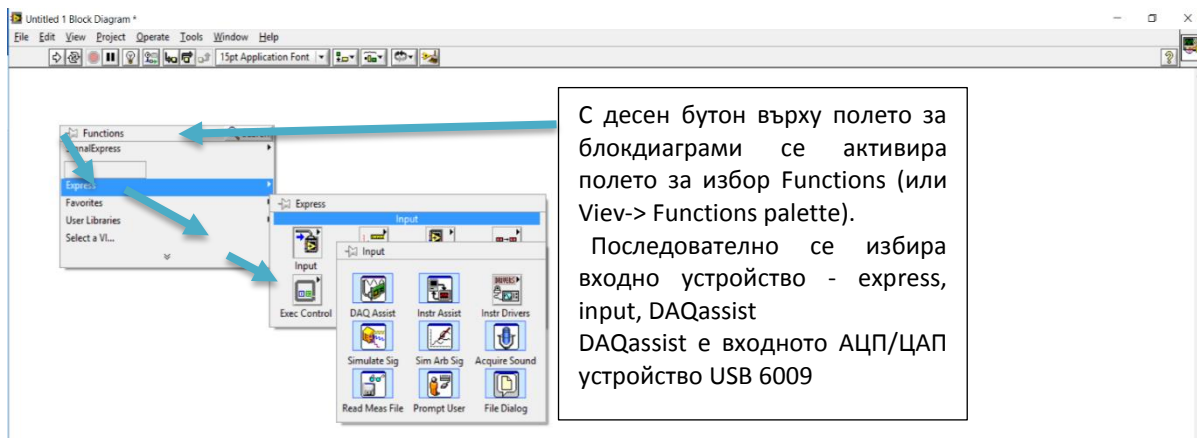 Untitled 1 Block Diagram *
File Edit View Project Operate Tools Window Help
15pt Application Font
Functions
SignalExpress
Express
Favorites
User Libraries
Select a VI...
Express
Input
Input
Exec Control
Input
DAQ Assist Instr Assist Instr Drivers
Simulate Sig Sim Arb Sig Acquire Sound
Read Meas File Prompt User File Dialog
С десен бутон върху полето за
блокдиаграми се активира
полето за избор Functions (или
Viev-> Functions palette).
Последователно се избира
входно устройство - express,
input, DAQassist
DAQassist е входното АЦП/ЦАП
устройство USB 6009